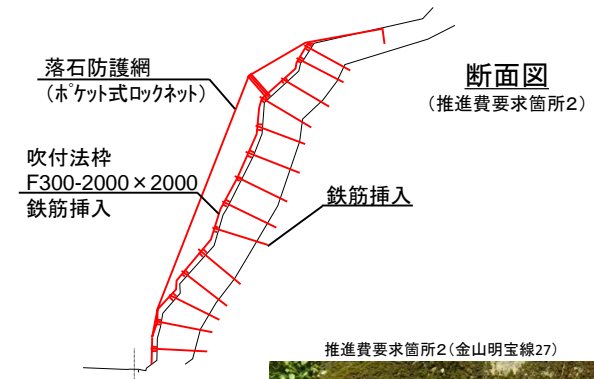 断面図
(推進費要求箇所2)
落石防護網
(ﾎﾟｹｯﾄ式ロックネット)
吹付法枠
F300-2000×2000
鉄筋挿入
鉄筋挿入
推進費要求箇所2(金山明宝線27)